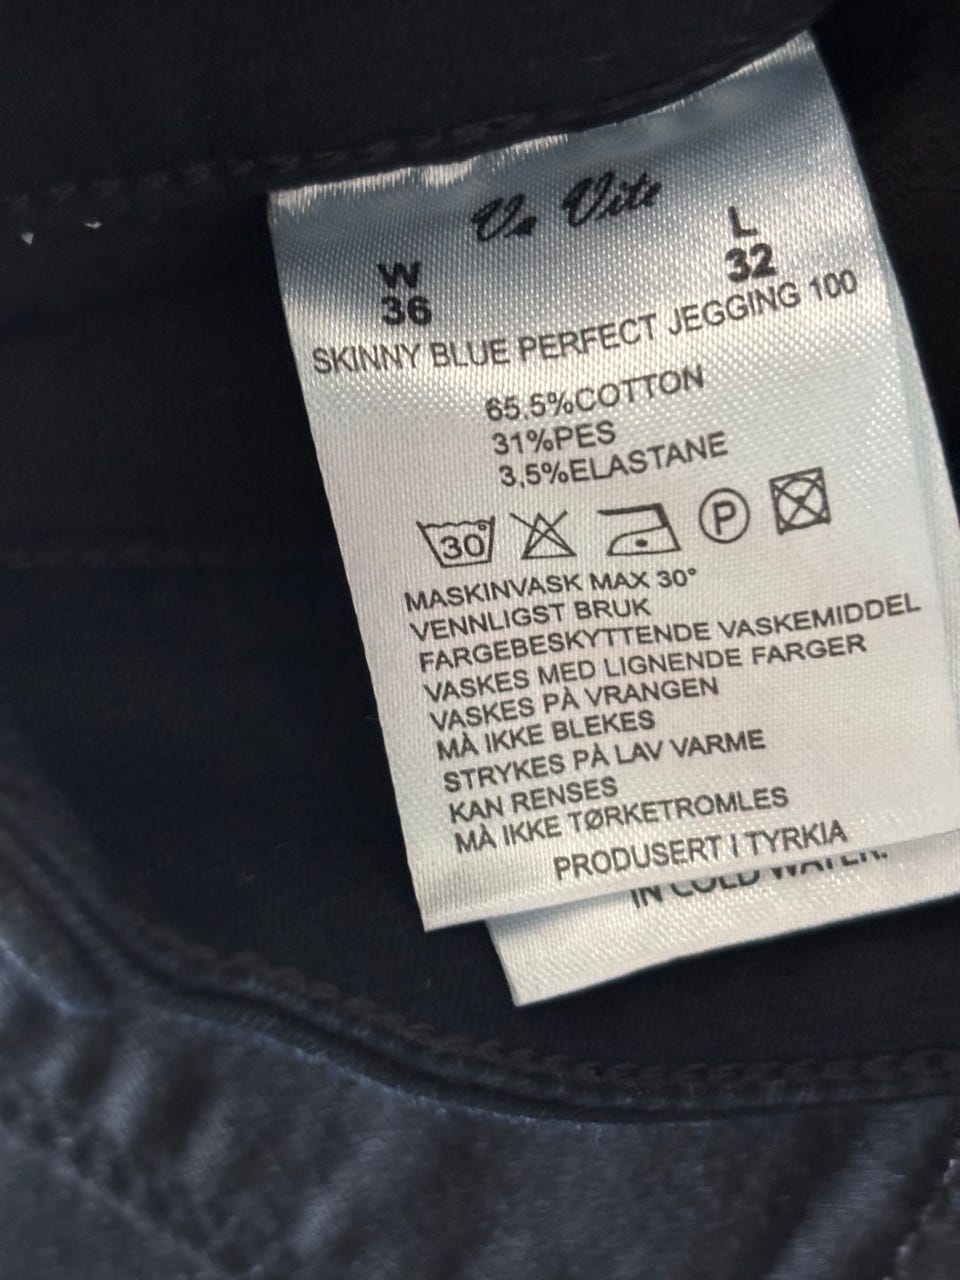 Va Vite
W L
36 32
SKINNY BLUE PERFECT JEGGING 100
65.5%COTTON
31%PES
3,5%ELASTANE
30° P
MASKINVASK MAX 30°
VENNLIGST BRUK
FARGEBESKYTTENDE VASKEMIDDEL
VASKES MED LIGNENDE FARGER
VASKES PÅ VRANGEN
MÅ IKKE BLEKES
STRYKES PÅ LAV VARME
KAN RENSES
MÅ IKKE TØRKETROMLES
PRODUSERT I TYRKIA
IN COLD WATER.